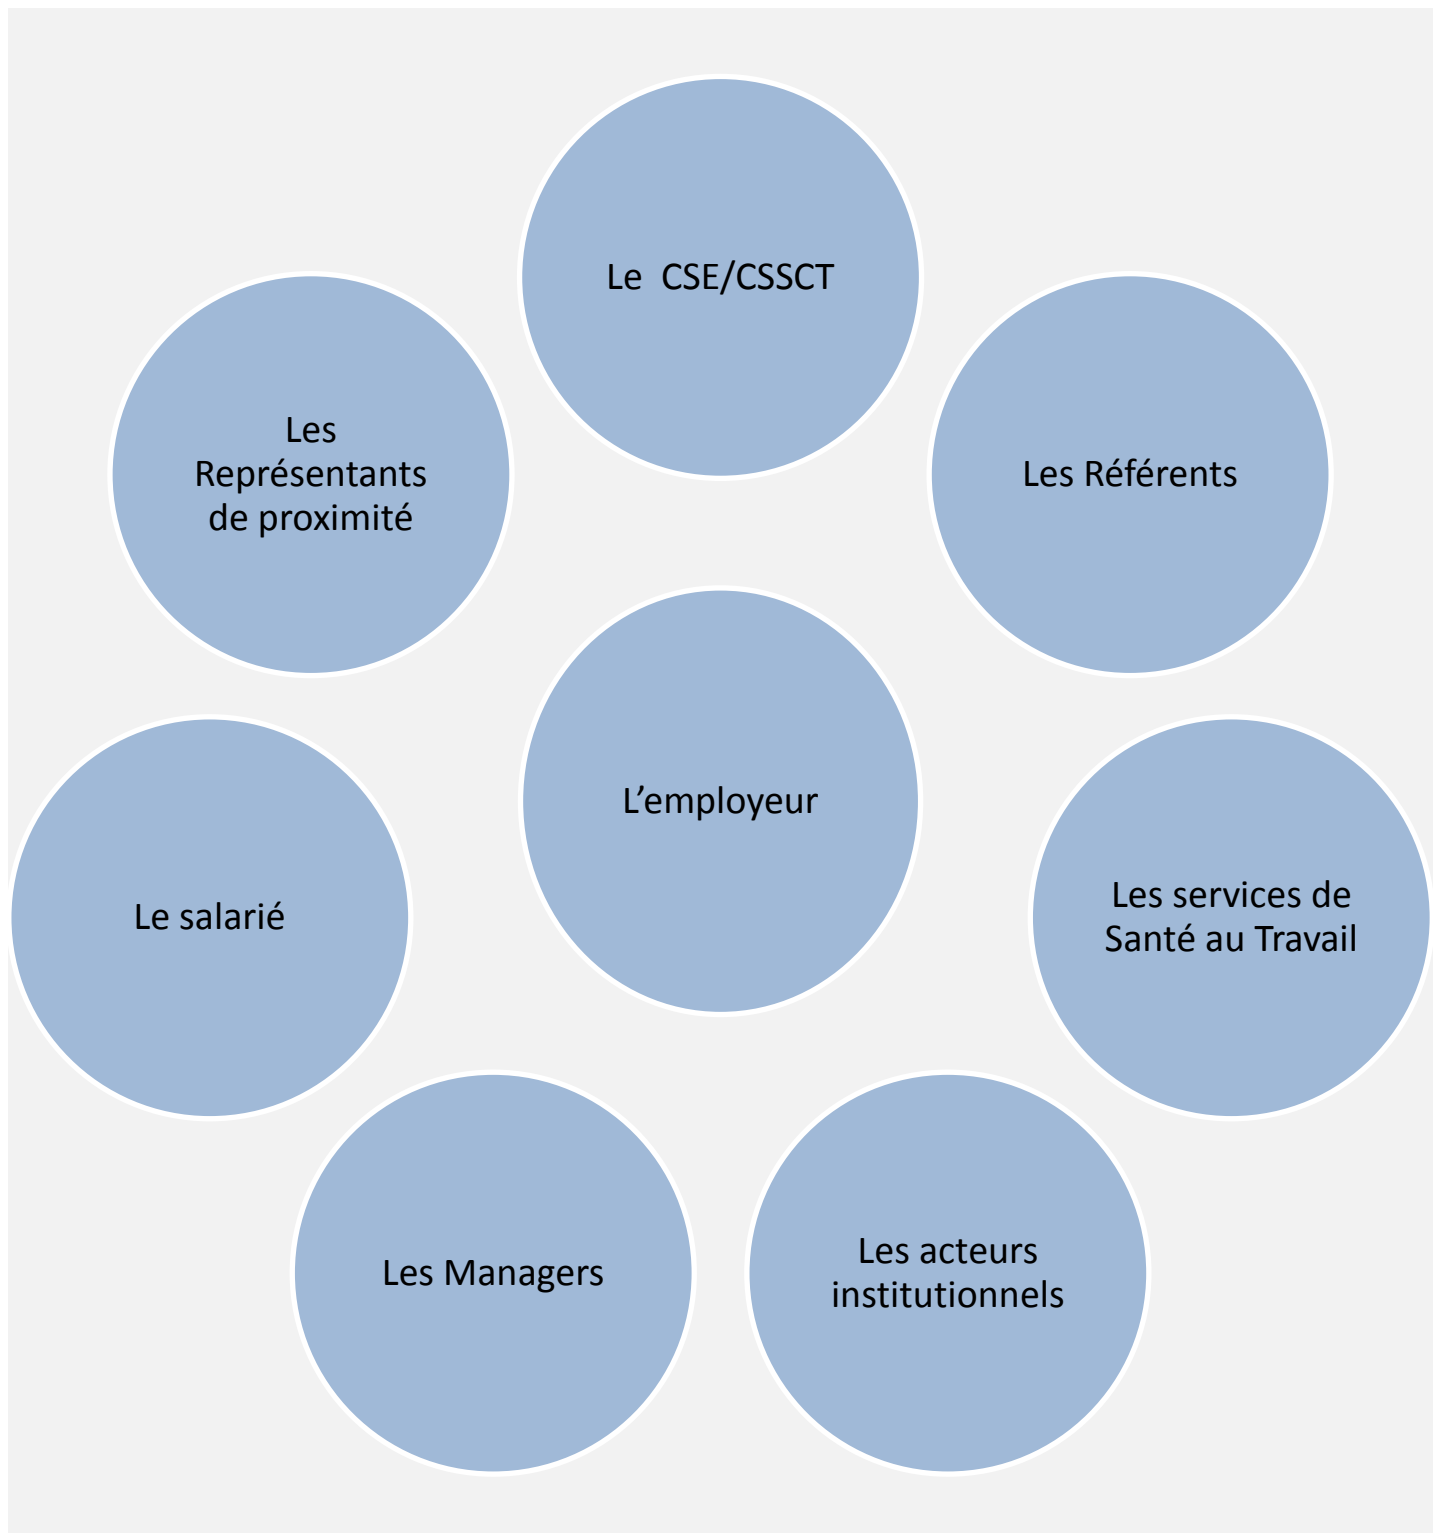 Le  CSE/CSSCT
Les
Représentants
de proximité
Les Référents
L’employeur
Le salarié
Les services de
Santé au Travail
Les Managers
Les acteurs
institutionnels